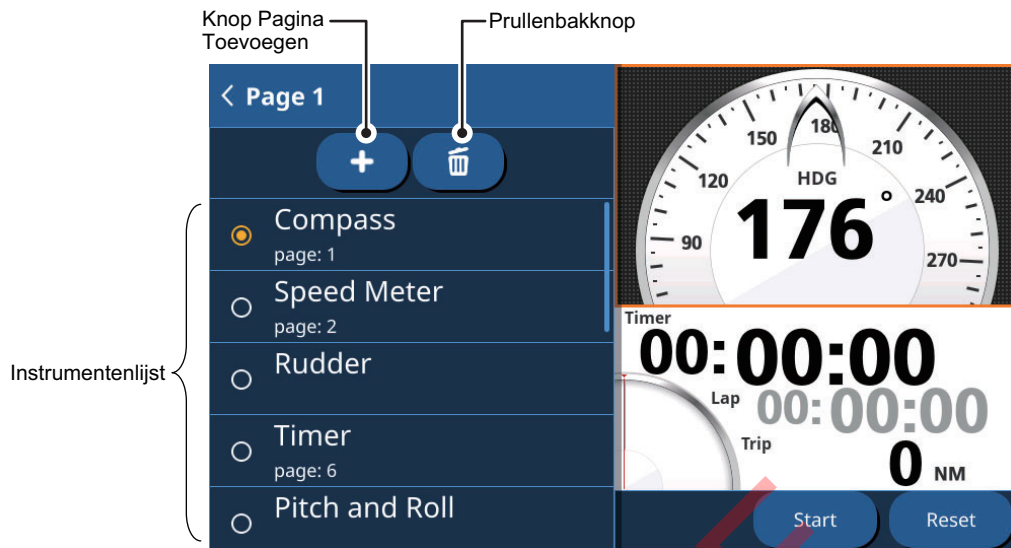 Knop Pagina
Toevoegen
Prullenbakknop
Page 1
Instrumentenlijst
Compass
page: 1
Speed Meter
page: 2
Rudder
Timer
page: 6
Pitch and Roll
90
120
150
180
210
240
270
HDG
176°
Timer
00:00:00
Lap
00:00:00
Trip
0 NM
Start
Reset